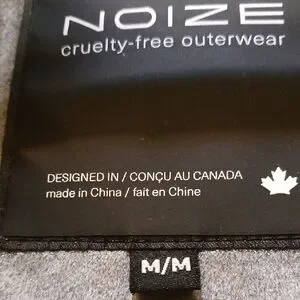 NOIZE
cruelty-free outerwear
DESIGNED IN / CONÇU AU CANADA
made in China / fait en Chine
M/M